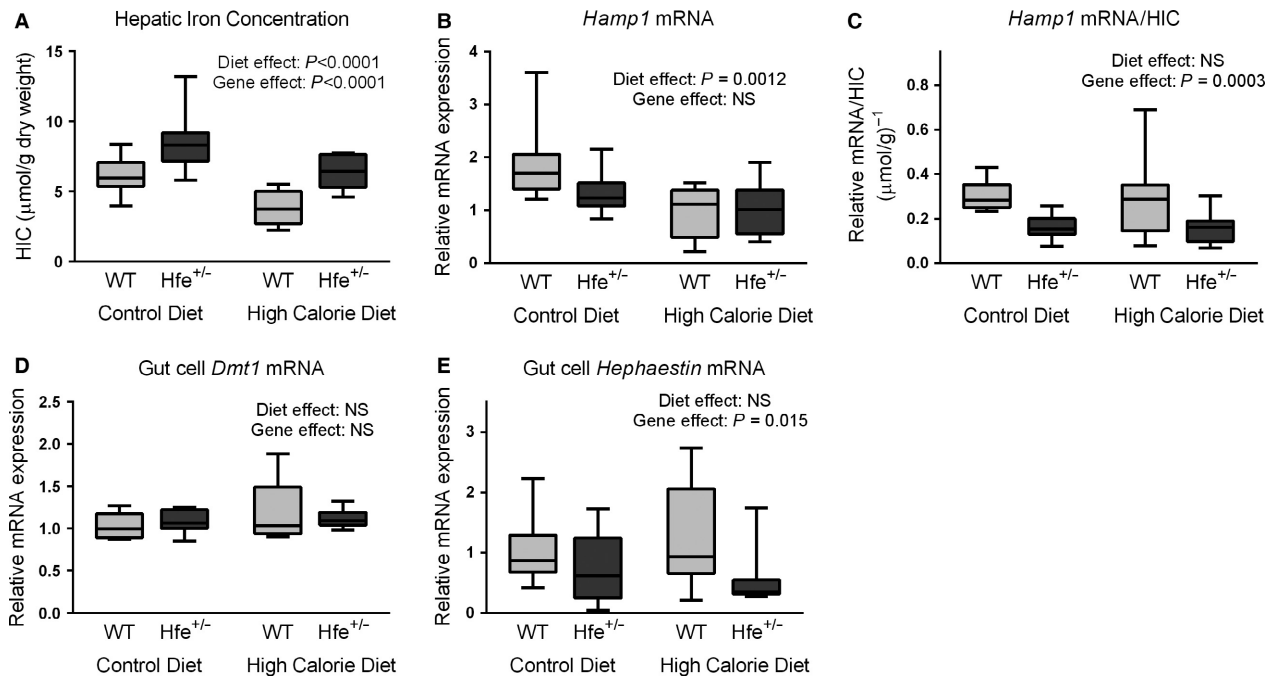 A
Hepatic Iron Concentration
HIC (μmol/g dry weight)
15
10
5
0
Diet effect: P<0.0001
Gene effect: P<0.0001
WT
Hfe+/−
WT
Hfe+/−
Control Diet
High Calorie Diet
B
Hamp1 mRNA
Relative mRNA expression
4
3
2
1
0
Diet effect: P = 0.0012
Gene effect: NS
WT
Hfe+/−
WT
Hfe+/−
Control Diet
High Calorie Diet
C
Hamp1 mRNA/HIC
Relative mRNA/HIC
(μmol/g)−1
0.8
0.6
0.4
0.2
0.0
Diet effect: NS
Gene effect: P = 0.0003
WT
Hfe+/−
WT
Hfe+/−
Control Diet
High Calorie Diet
D
Gut cell Dmt1 mRNA
Relative mRNA expression
2.5
2.0
1.5
1.0
0.5
0.0
Diet effect: NS
Gene effect: NS
WT
Hfe+/−
WT
Hfe+/−
Control Diet
High Calorie Diet
E
Gut cell Hephaestin mRNA
Relative mRNA expression
3
2
1
0
Diet effect: NS
Gene effect: P = 0.015
WT
Hfe+/−
WT
Hfe+/−
Control Diet
High Calorie Diet